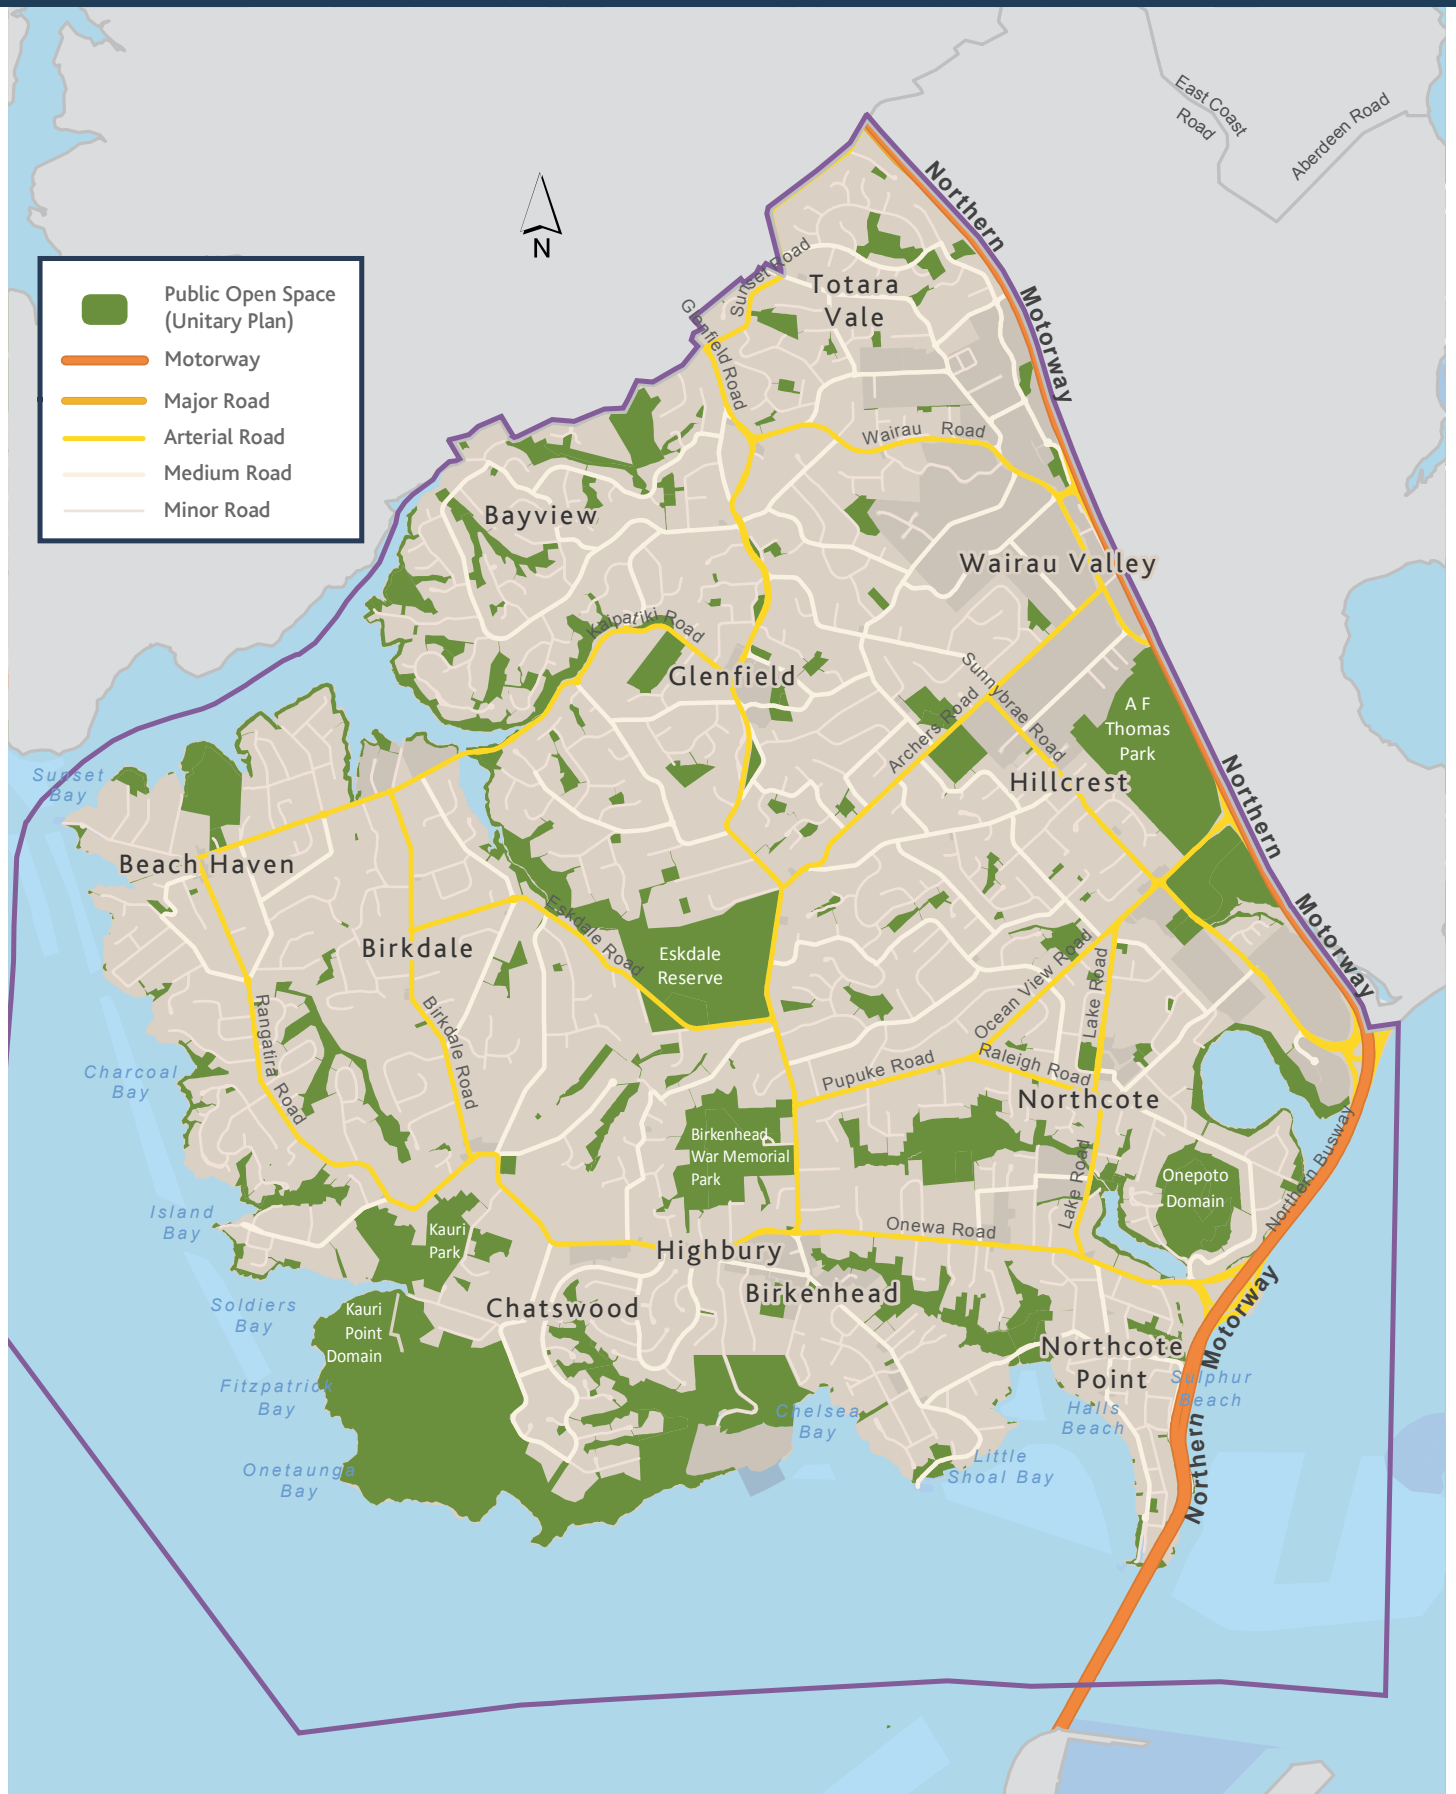 East Coast
Road
Aberdeen Road
Northern
Motorway
N
Public Open Space
(Unitary Plan)
Motorway
Major Road
Arterial Road
Medium Road
Minor Road
Sunset Road
Totara
Vale
Glenfield Road
Wairau Road
Bayview
Wairau Valley
Kaipatiki Road
Glenfield
Sunnybrae Road
Archers Road
A F
Thomas
Park
Hillcrest
Northern
Motorway
Sunset
Bay
Beach Haven
Birkdale
Eskdale Road
Eskdale
Reserve
Ocean View Road
Lake Road
Rangatira Road
Birkdale Road
Charcoal
Bay
Pupuke Road
Raleigh Road
Northcote
Birkenhead
War Memorial
Park
Lake Road
Onepoto
Domain
Northern Busway
Island
Bay
Kauri
Park
Highbury
Onewa Road
Birkenhead
Chatswood
Soldiers
Bay
Kauri
Point
Domain
Northcote
Point
Motorway
Northern
Fitzpatrick
Bay
Sulphur
Beach
Chelsea
Bay
Halls
Beach
Onetaunga
Bay
Little
Shoal Bay